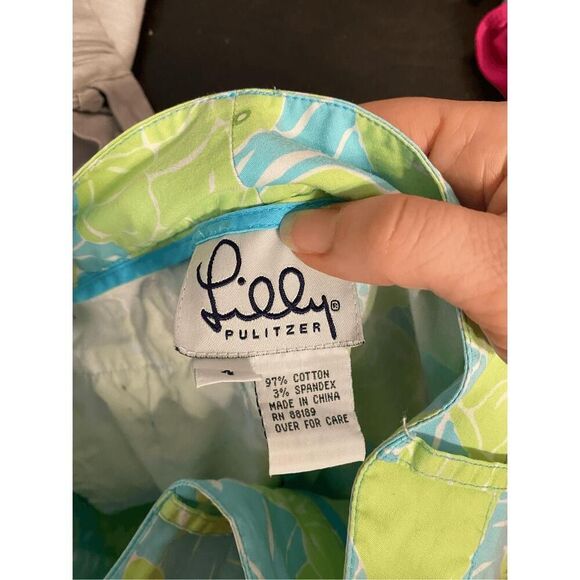 Lilly®
PULITZER
97% COTTON
3% SPANDEX
MADE IN CHINA
RN 88189
OVER FOR CARE